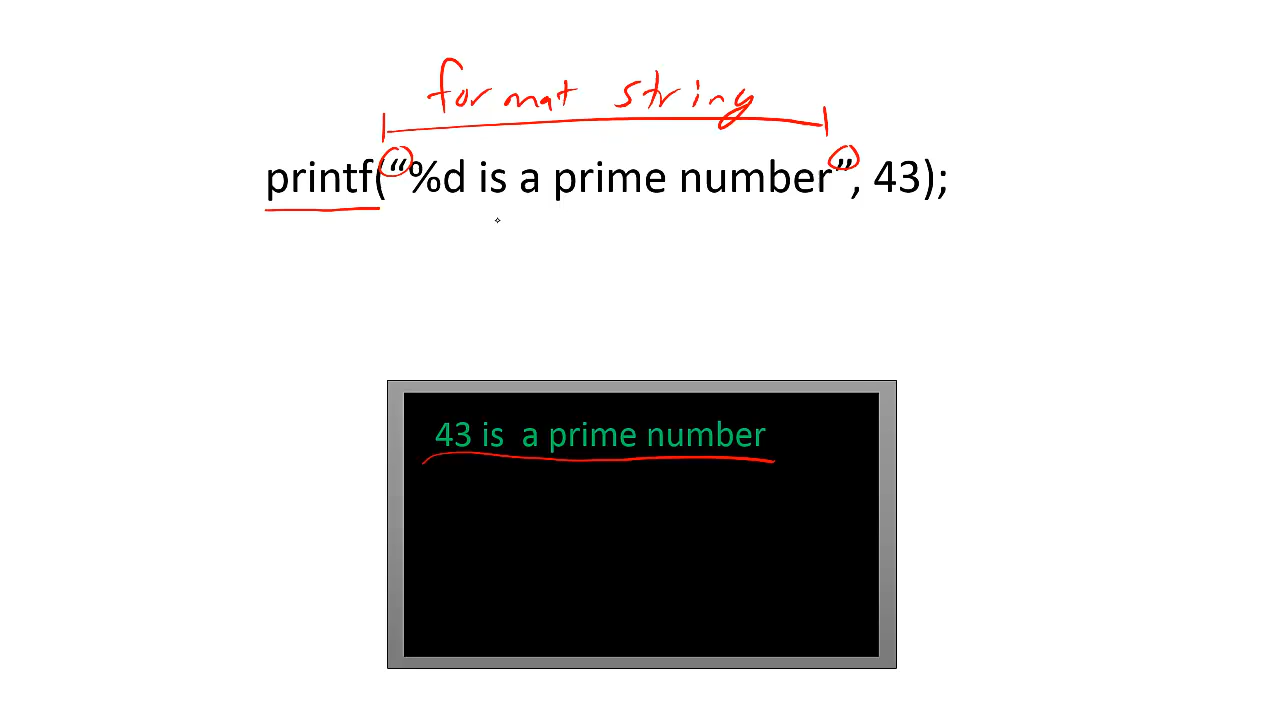 format string
printf(“%d is a prime number”, 43);
43 is  a prime number